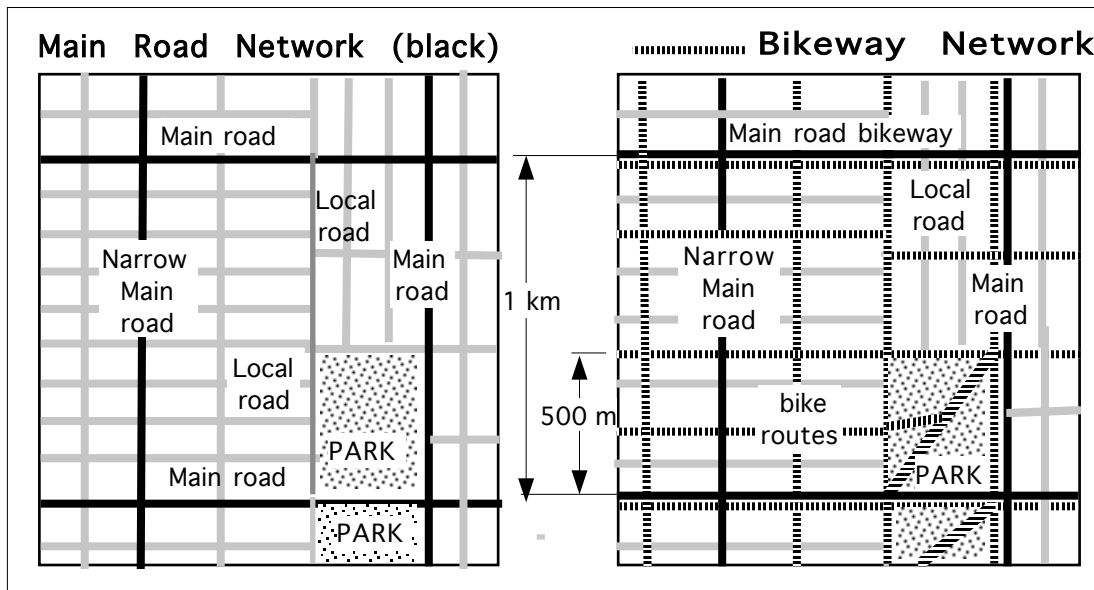 Main Road Network (black)
Main road
Local
road
Narrow
Main
road
Main
road
Local
road
PARK
Main road
PARK
1 km
500 m
Bikeway Network
Main road bikeway
Local
road
Narrow
Main
road
Main
road
bike
routes
PARK